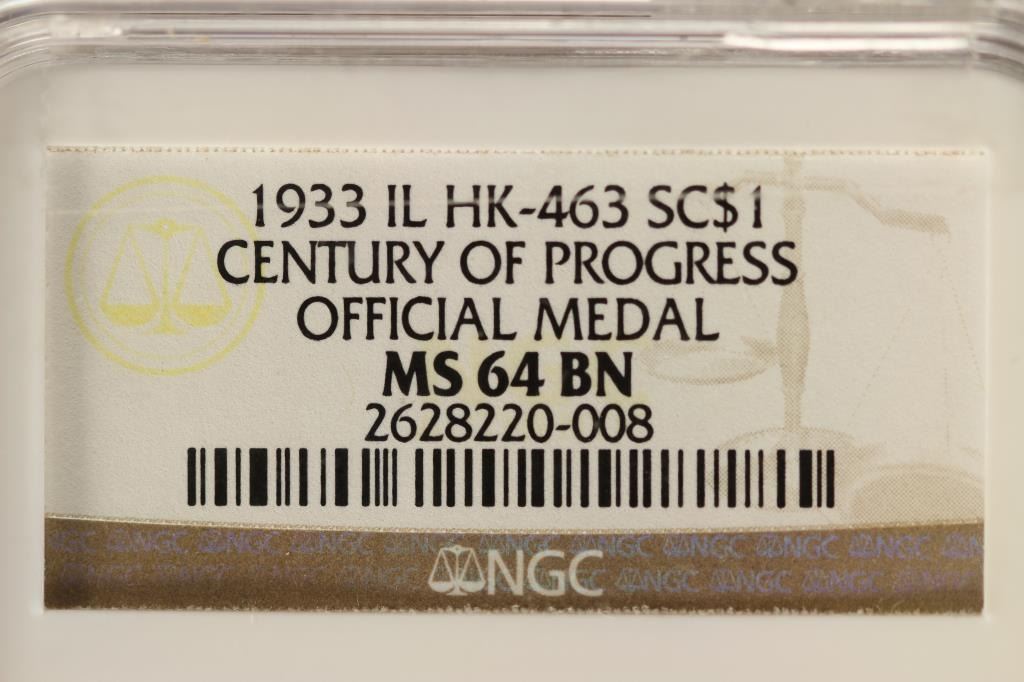 1933 IL HK-463 SC$1
CENTURY OF PROGRESS
OFFICIAL MEDAL
MS 64 BN
2628220-008
NGC